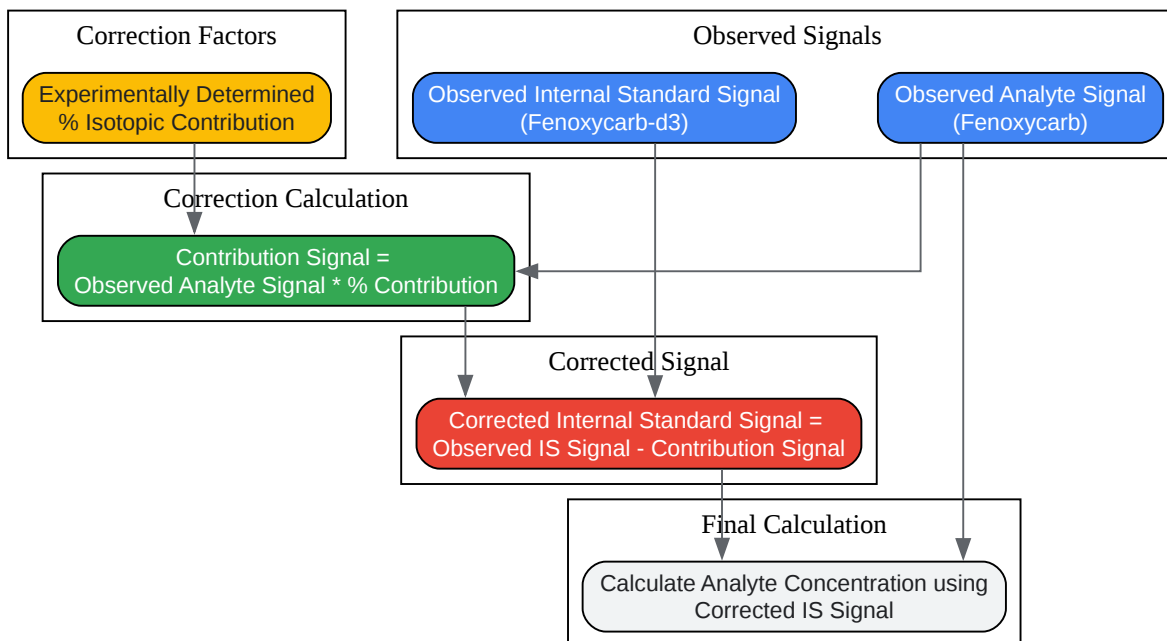 Correction Factors
Experimentally Determined
% Isotopic Contribution
Observed Signals
Observed Internal Standard Signal
(Fenoxycarb-d3)
Observed Analyte Signal
(Fenoxycarb)
Correction Calculation
Contribution Signal =
Observed Analyte Signal * % Contribution
Corrected Signal
Corrected Internal Standard Signal =
Observed IS Signal - Contribution Signal
Final Calculation
Calculate Analyte Concentration using
Corrected IS Signal